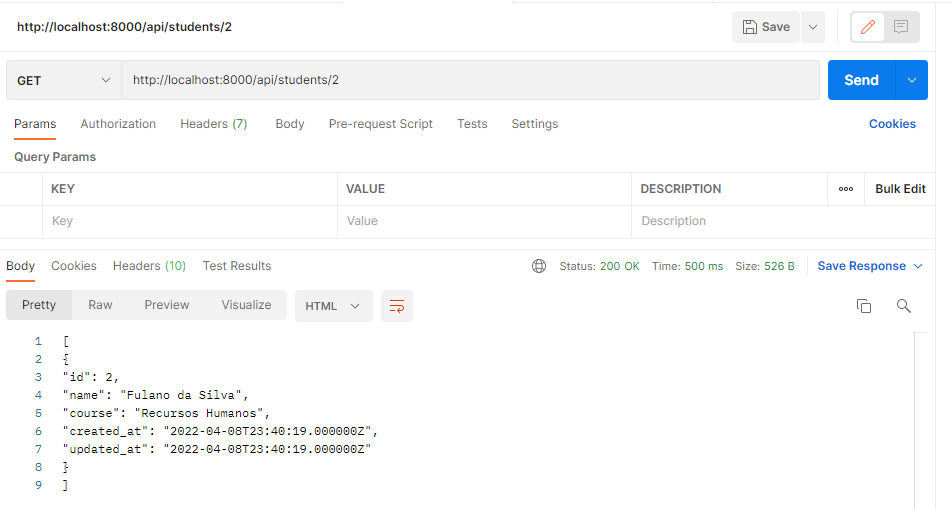 http://localhost:8000/api/students/2
Save
GET
http://localhost:8000/api/students/2
Send
Params Authorization Headers (7) Body Pre-request Script Tests Settings Cookies
Query Params
KEY VALUE DESCRIPTION ooo Bulk Edit
Key Value Description
Body Cookies Headers (10) Test Results Status: 200 OK Time: 500 ms Size: 526 B Save Response
Pretty Raw Preview Visualize HTML
1 [
2 {
3 "id": 2,
4 "name": "Fulano da Silva",
5 "course": "Recursos Humanos",
6 "created_at": "2022-04-08T23:40:19.000000Z",
7 "updated_at": "2022-04-08T23:40:19.000000Z"
8 }
9 ]